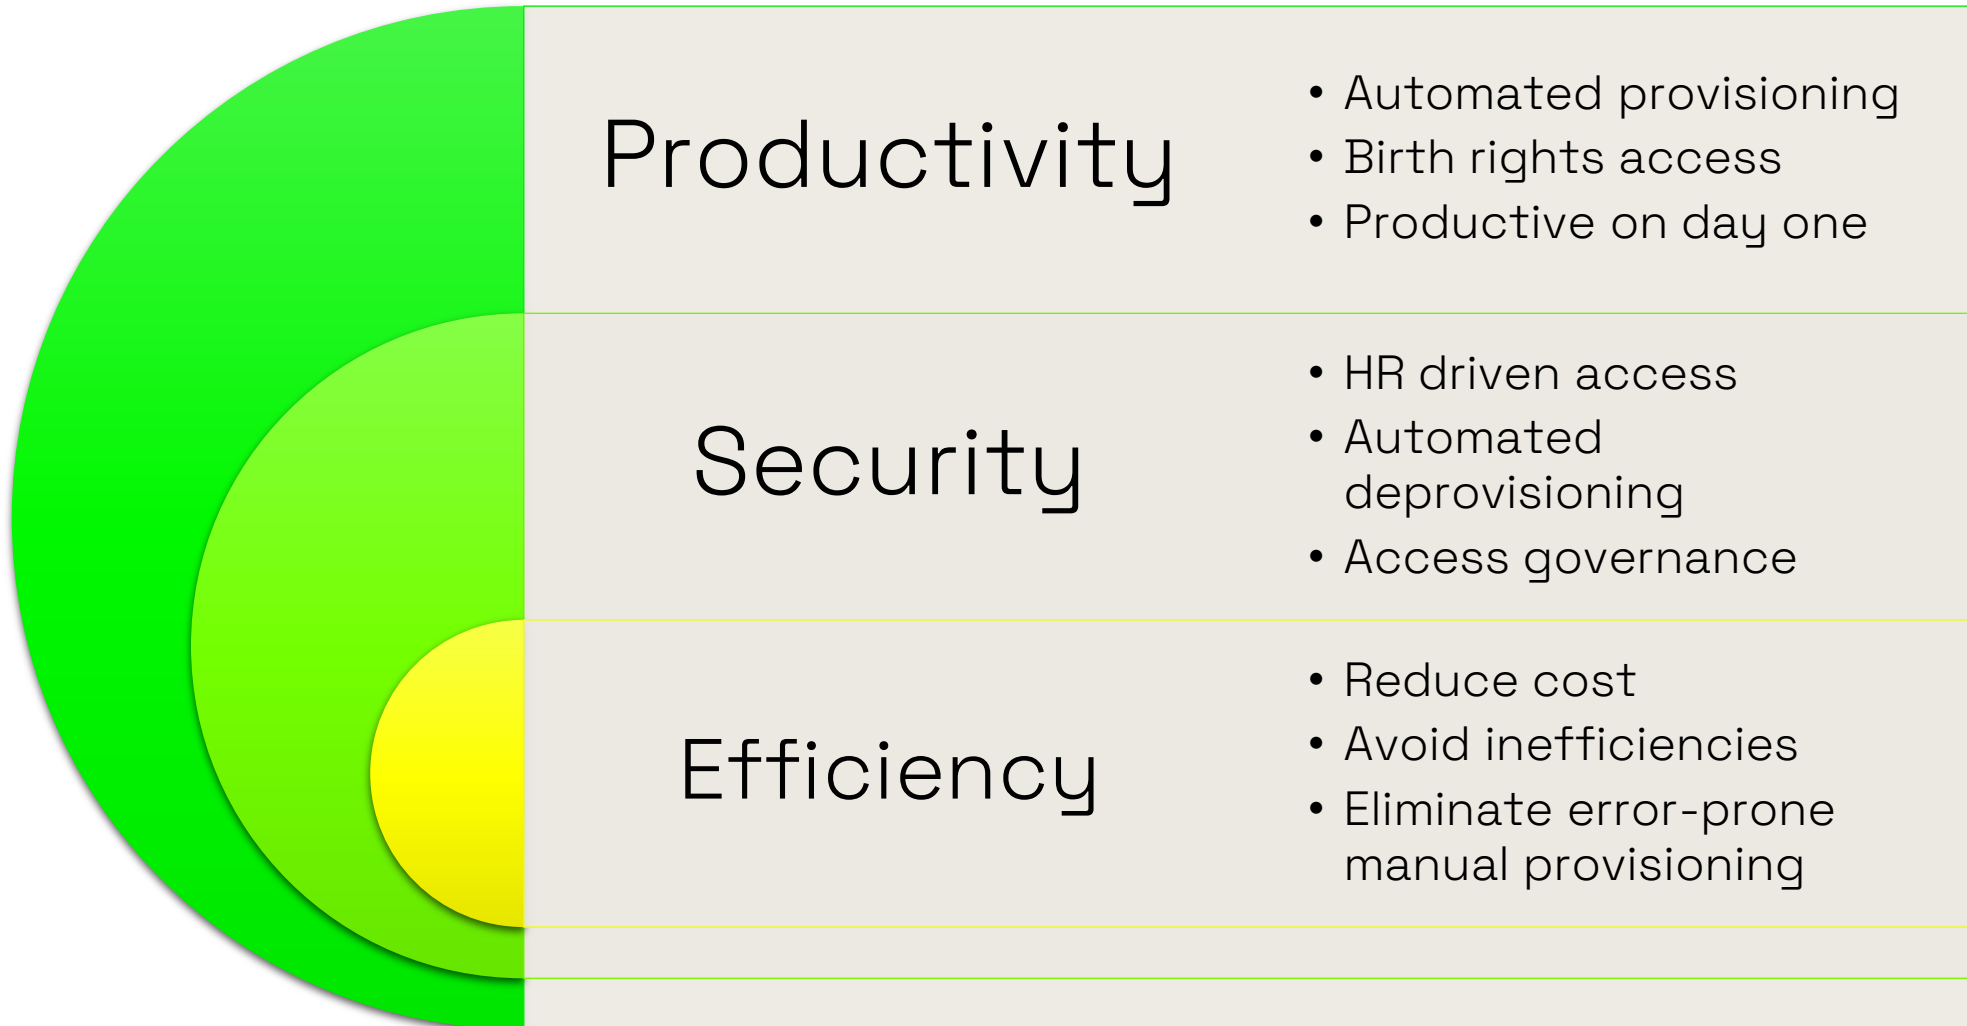 Productivity
• Automated provisioning
• Birth rights access
• Productive on day one
Security
• HR driven access
• Automated
deprovisioning
• Access governance
Efficiency
• Reduce cost
• Avoid inefficiencies
• Eliminate error-prone
manual provisioning